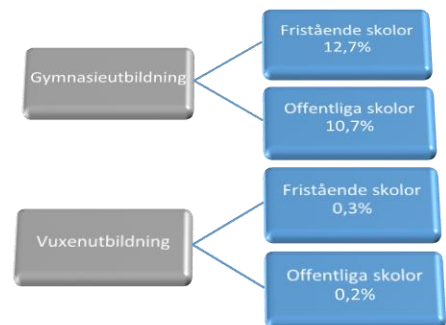 Gymnasieutbildning
Fristående skolor
12,7%
Offentliga skolor
10,7%
Vuxenutbildning
Fristående skolor
0,3%
Offentliga skolor
0,2%